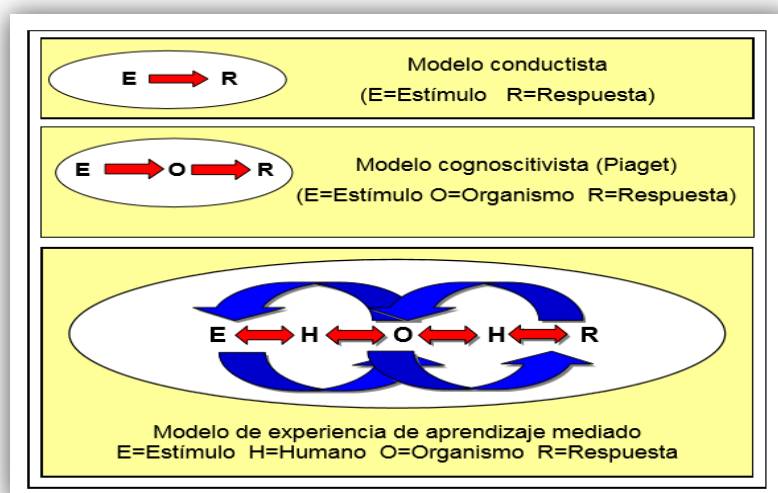 E R
Modelo conductista
(E=Estímulo R=Respuesta)
E O R
Modelo cognoscitivista (Piaget)
(E=Estímulo O=Organismo R=Respuesta)
E H O H R
Modelo de experiencia de aprendizaje mediado
E=Estímulo H=Humano O=Organismo R=Respuesta